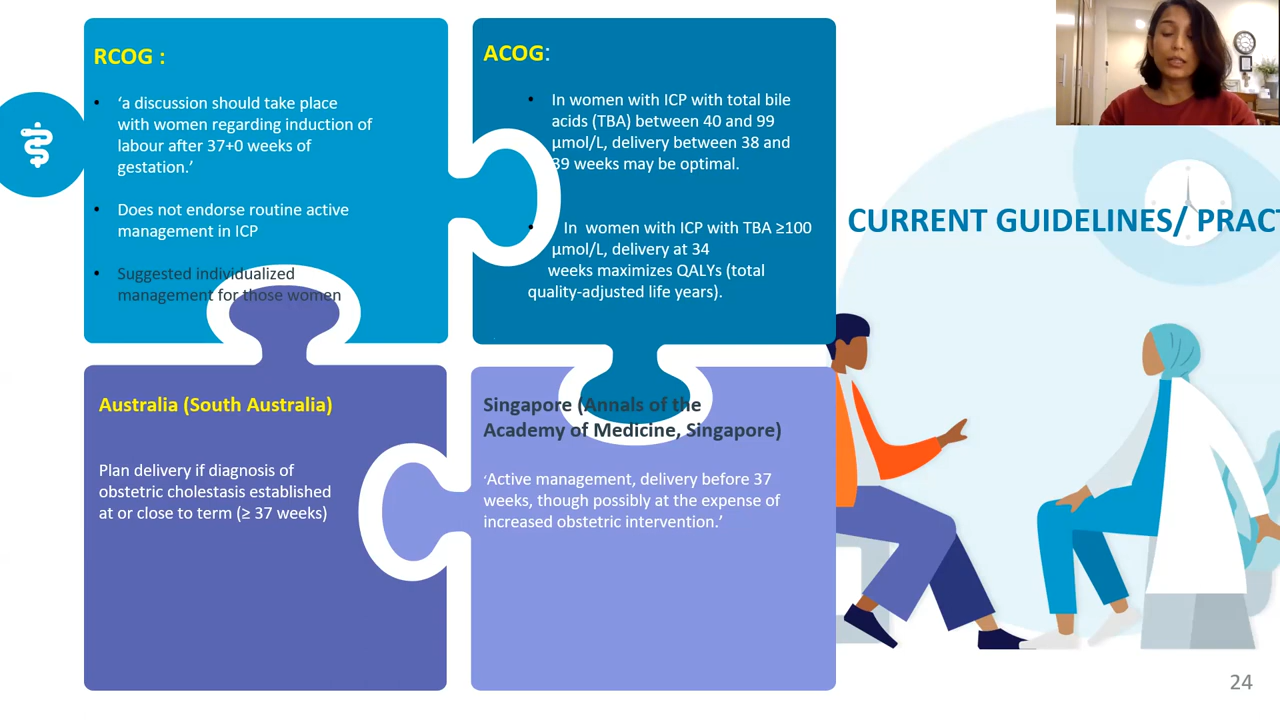 RCOG :
‘a discussion should take place
with women regarding induction of
labour after 37+0 weeks of
gestation.’
Does not endorse routine active
management in ICP
Suggested individualized
management for those women
ACOG:
In women with ICP with total bile
acids (TBA) between 40 and 99
µmol/L, delivery between 38 and
39 weeks may be optimal.
In women with ICP with TBA ≥100
µmol/L, delivery at 34
weeks maximizes QALYs (total
quality-adjusted life years).
CURRENT GUIDELINES/ PRACT
Australia (South Australia)
Plan delivery if diagnosis of
obstetric cholestasis established
at or close to term (≥ 37 weeks)
Singapore (Annals of the
Academy of Medicine, Singapore)
‘Active management, delivery before 37
weeks, though possibly at the expense of
increased obstetric intervention.’
24